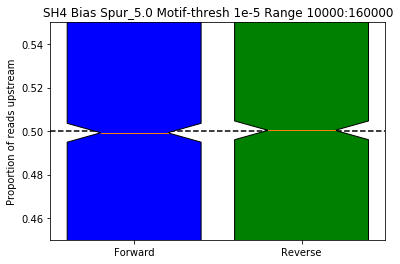 SH4 Bias Spur_5.0 Motif-thresh 1e-5 Range 10000:160000
Proportion of reads upstream
0.54
0.52
0.50
0.48
0.46
Forward
Reverse